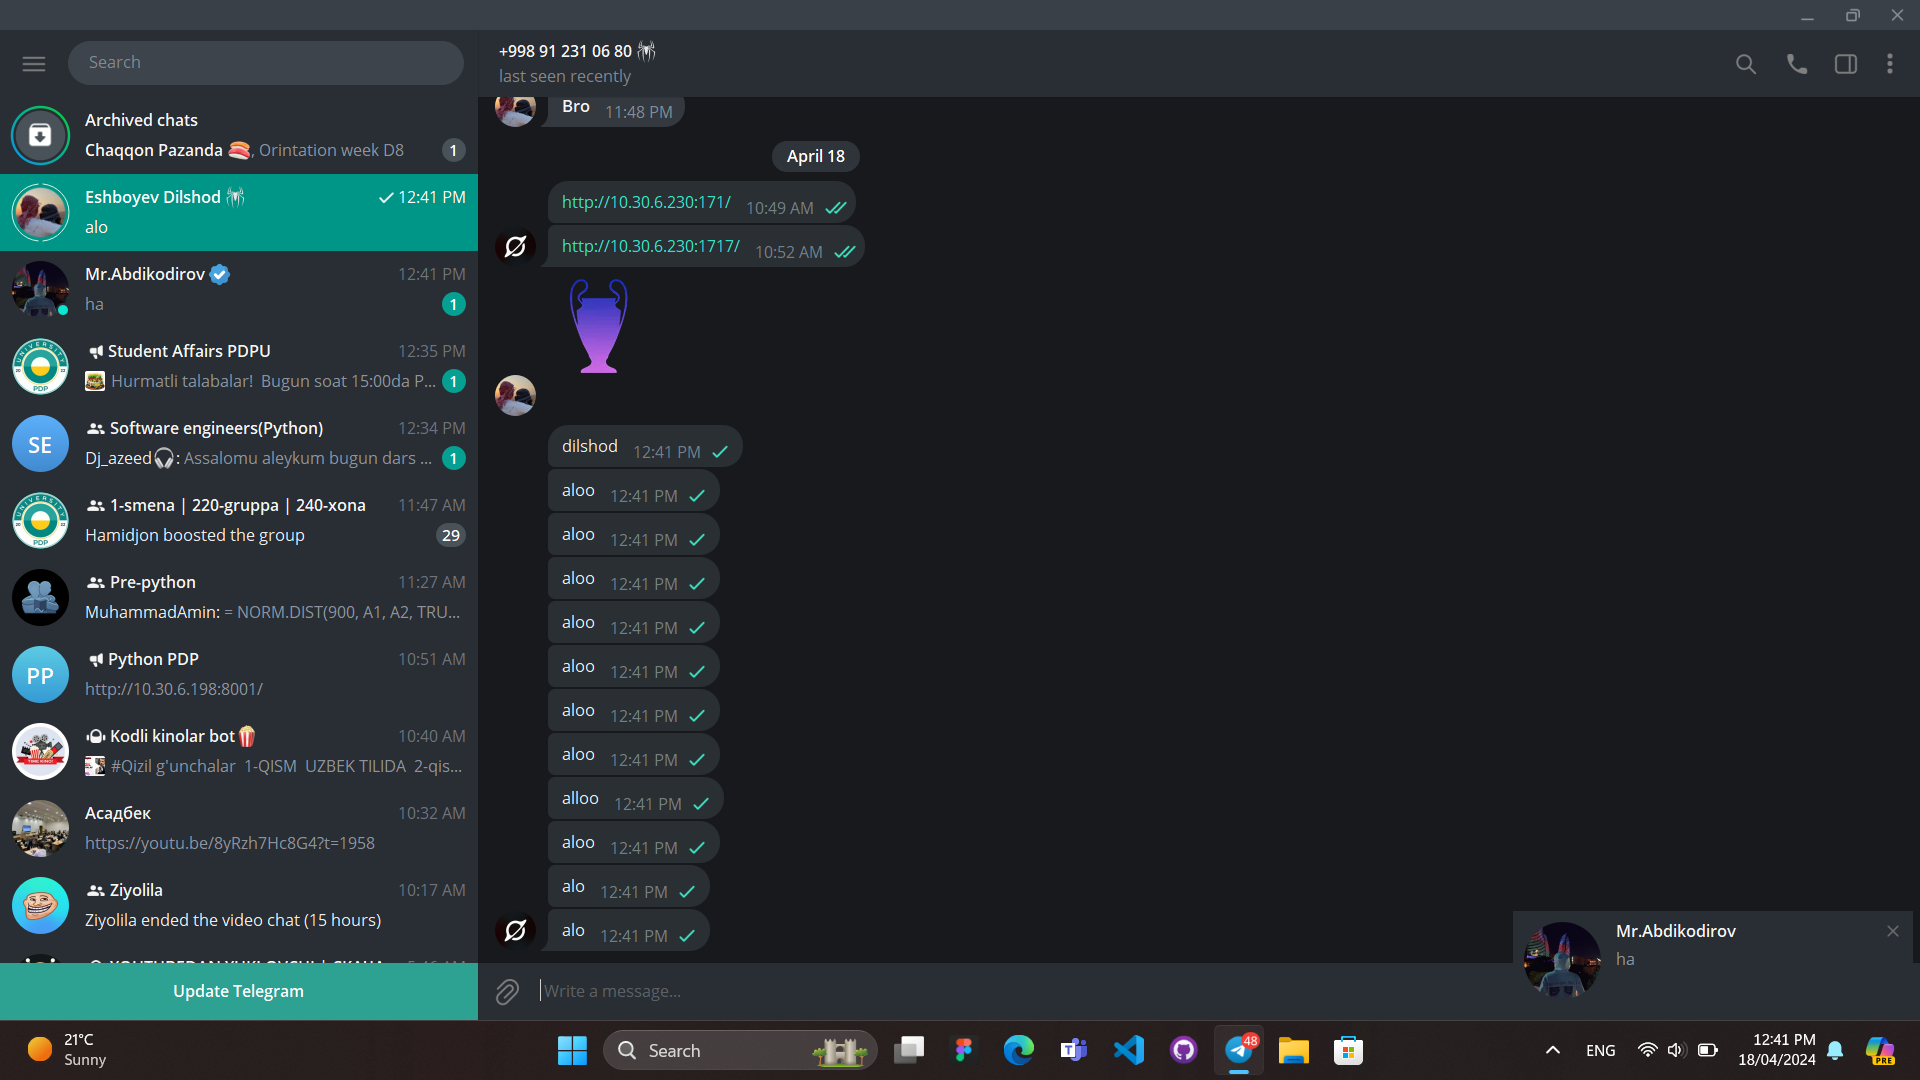 Search
Archived chats
Chaqqon Pazanda 🍣, Orintation week D8
1
Eshboyev Dilshod 🕷
12:41 PM
alo
Mr.Abdikodirov
12:41 PM
ha
1
Student Affairs PDPU
12:35 PM
Hurmatli talabalar! Bugun soat 15:00da P...
1
SE
Software engineers(Python)
12:34 PM
Dj_azeed🎧: Assalomu aleykum bugun dars ...
1
1-smena | 220-gruppa | 240-xona
11:47 AM
Hamidjon boosted the group
29
Pre-python
11:27 AM
MuhammadAmin: = NORM.DIST(900, A1, A2, TRU...
PP
Python PDP
10:51 AM
http://10.30.6.198:8001/
Kodli kinolar bot🍿
10:40 AM
#Qizil g'unchalar 1-QISM UZBEK TILIDA 2-qis...
Асадбек
10:32 AM
https://youtu.be/8yRzh7Hc8G4?t=1958
Ziyolila
10:17 AM
Ziyolila ended the video chat (15 hours)
Update Telegram
+998 91 231 06 80 🕷
last seen recently
Bro 11:48 PM
April 18
http://10.30.6.230:171/ 10:49 AM
http://10.30.6.230:1717/ 10:52 AM
dilshod 12:41 PM
aloo 12:41 PM
aloo 12:41 PM
aloo 12:41 PM
aloo 12:41 PM
aloo 12:41 PM
aloo 12:41 PM
aloo 12:41 PM
alloo 12:41 PM
aloo 12:41 PM
alo 12:41 PM
alo 12:41 PM
Write a message...
Mr.Abdikodirov
ha
21°C
Sunny
Search
48
ENG
12:41 PM
18/04/2024
PRE